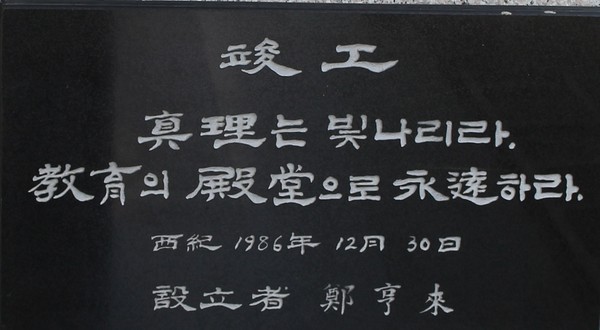 竣工
真理는 빛나리라.
教育의 殿堂으로 永遠하라.
西紀 1986年 12月 30日
設立者 鄭亨來